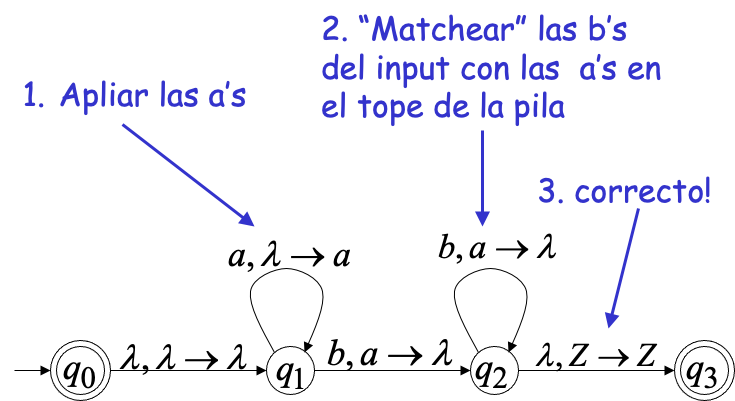 2. “Matchear” las b’s
del input con las a’s en
el tope de la pila
1. Apliar las a’s
3. correcto!
a, λ → a
b, a → λ
q₀
λ, λ → λ
q₁
b, a → λ
q₂
λ, Z → Z
q₃